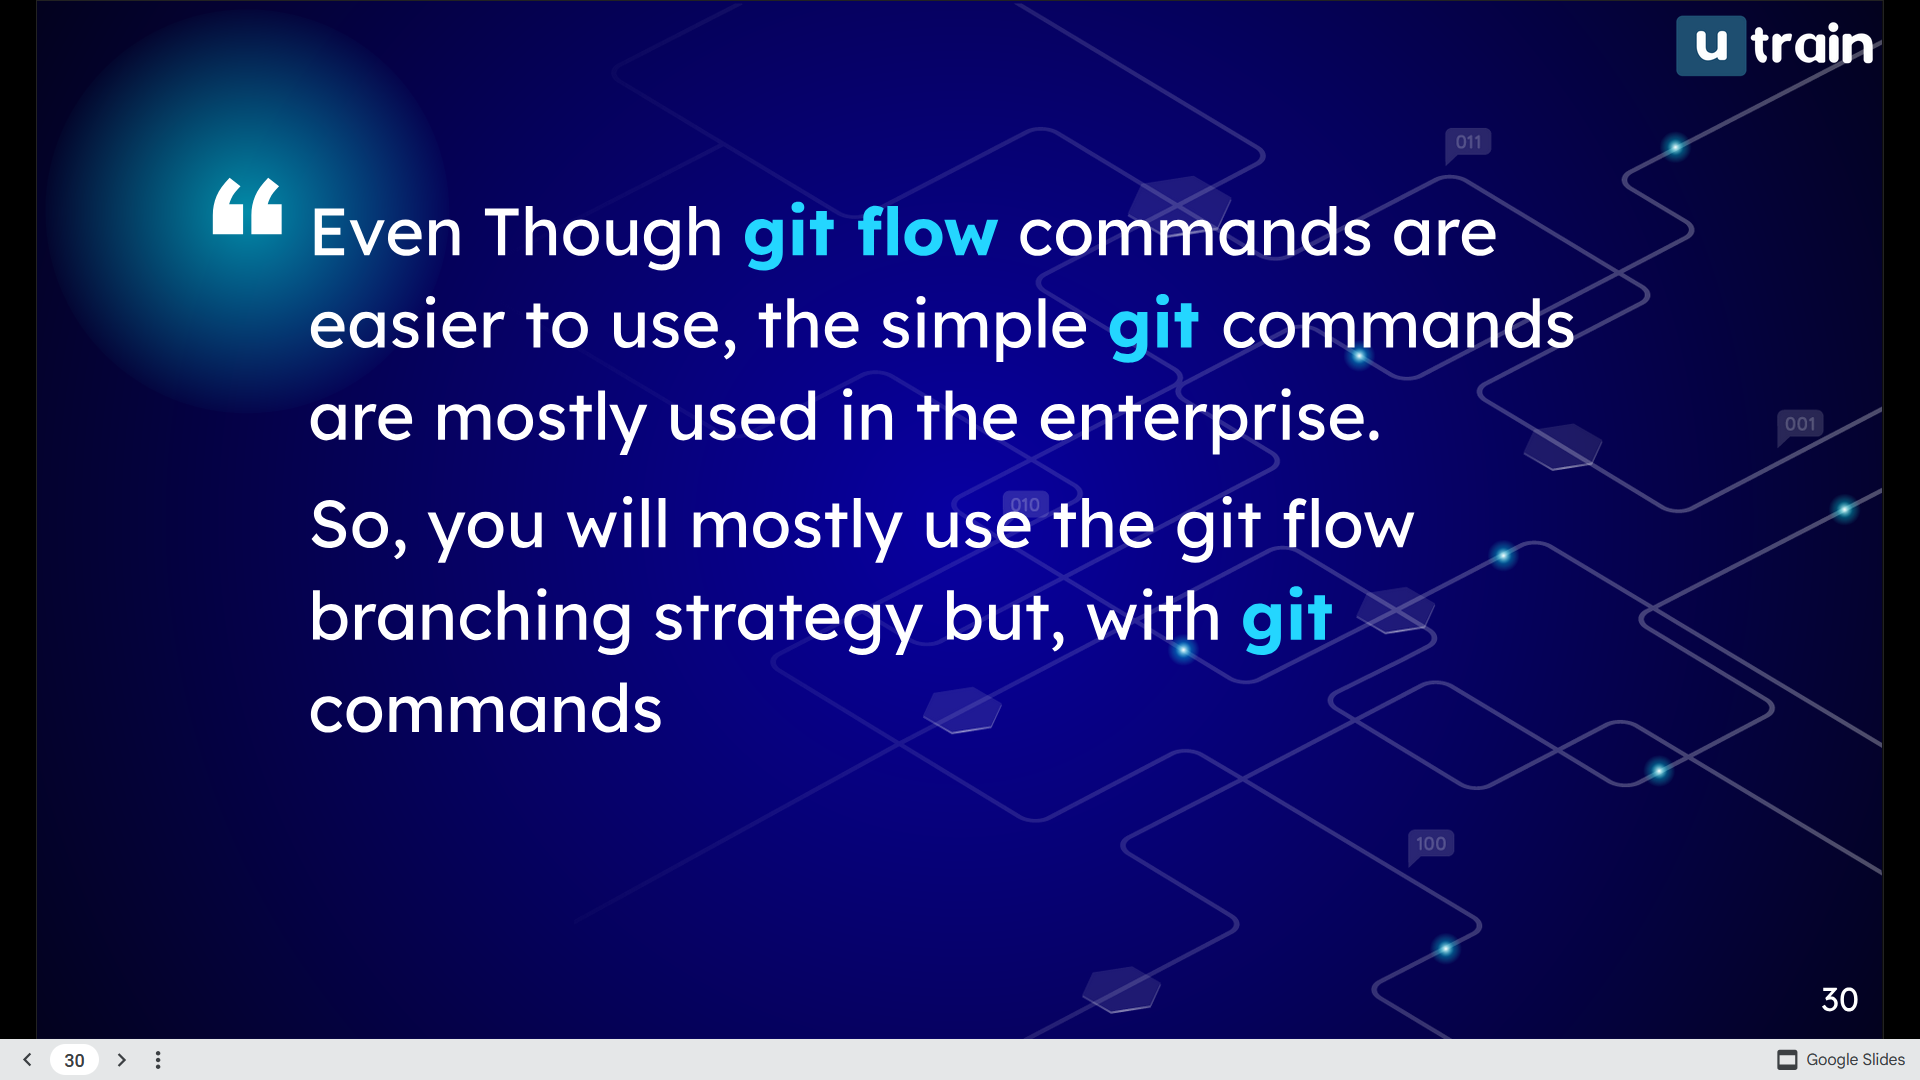 u train
011
“ Even Though git flow commands are
easier to use, the simple git commands
are mostly used in the enterprise.
001
010
So, you will mostly use the git flow
branching strategy but, with git
commands
100
30
30
Google Slides